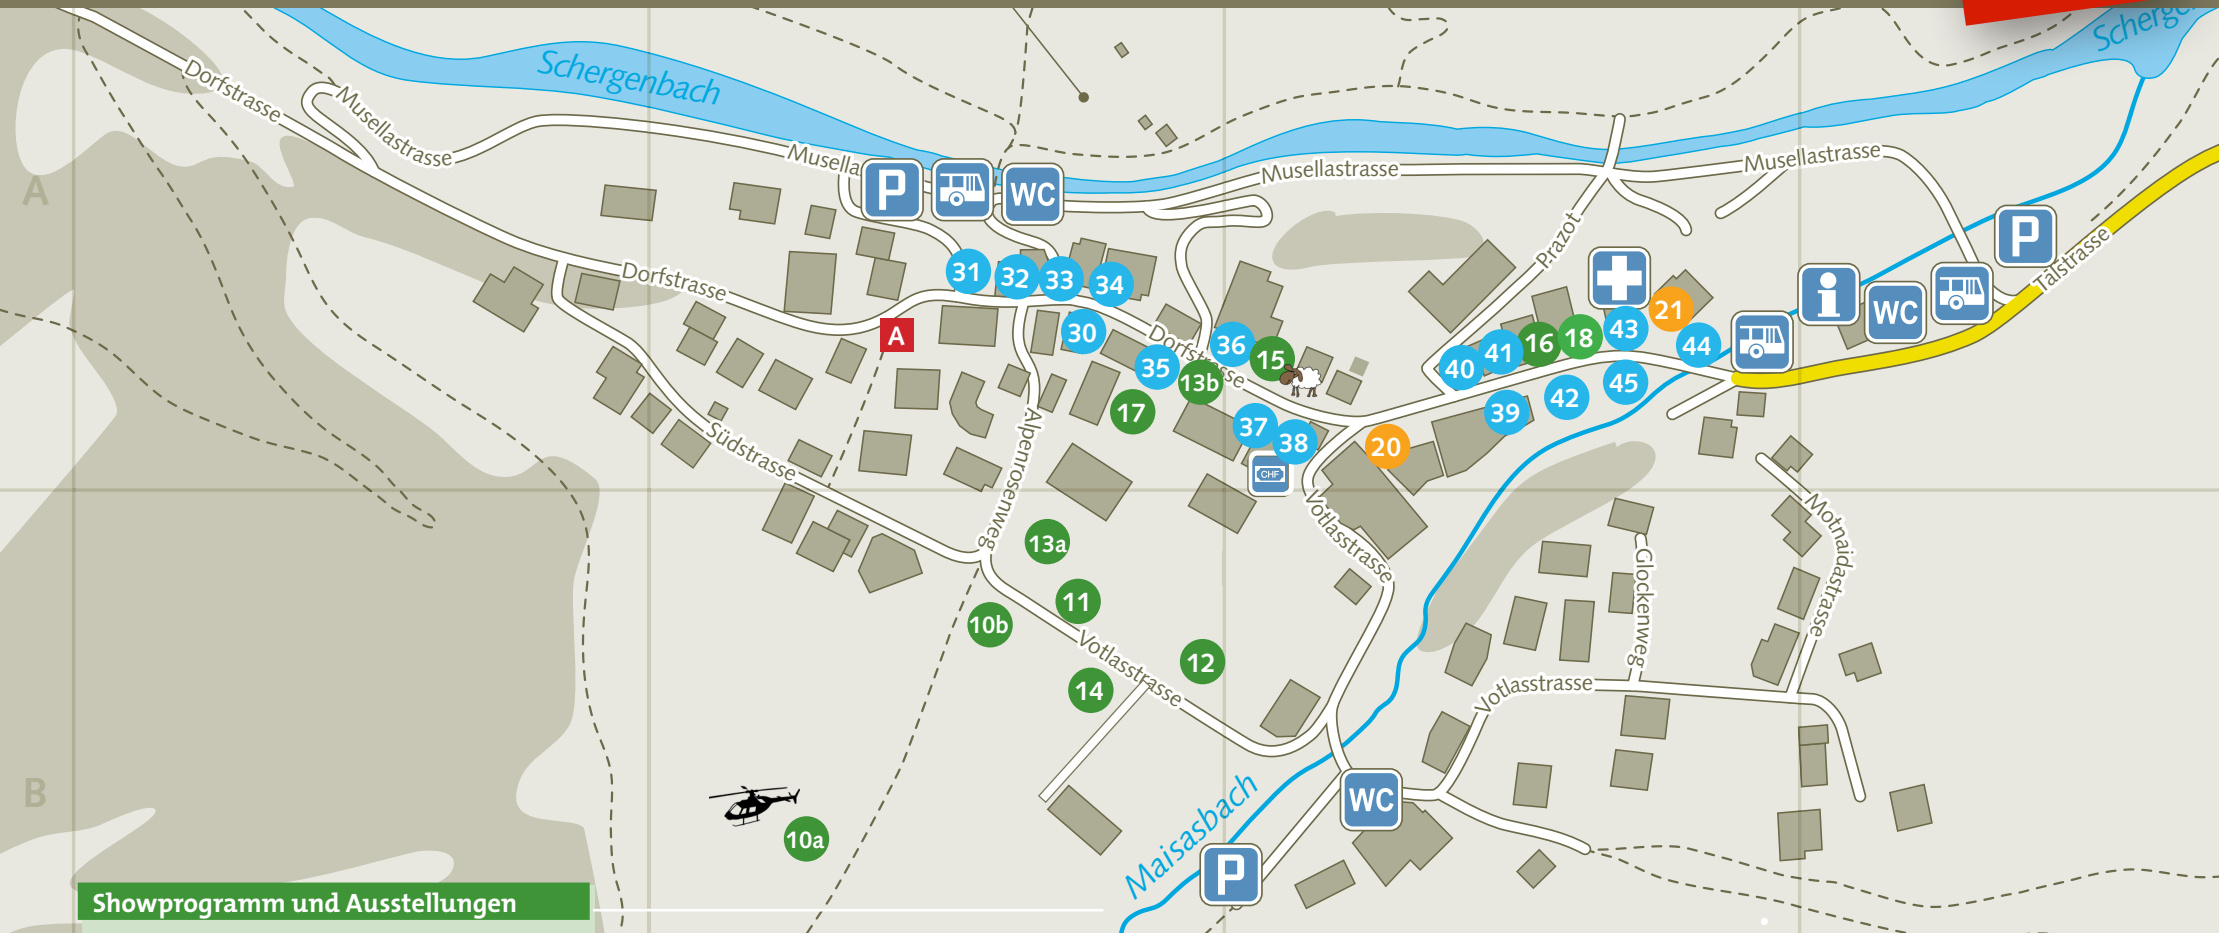 Schergenbach
Scherge
Dorfstrasse
Musellastrasse
Musella
P
WC
Musellastrasse
Musellastrasse
A
Prazot
P
Talstrasse
Dorfstrasse
31
32
33
34
i
WC
21
A
30
Dorfstrasse
36
15
35
13b
17
40
41
16
18
43
44
37
38
CHF
20
39
42
45
Südstrasse
Alpenrosenweg
Votlasstrasse
Motnaidastrasse
Glockenweg
13a
11
10b
Votlasstrasse
12
14
Votlasstrasse
B
10a
Maisasbach
WC
P
Showprogramm und Ausstellungen